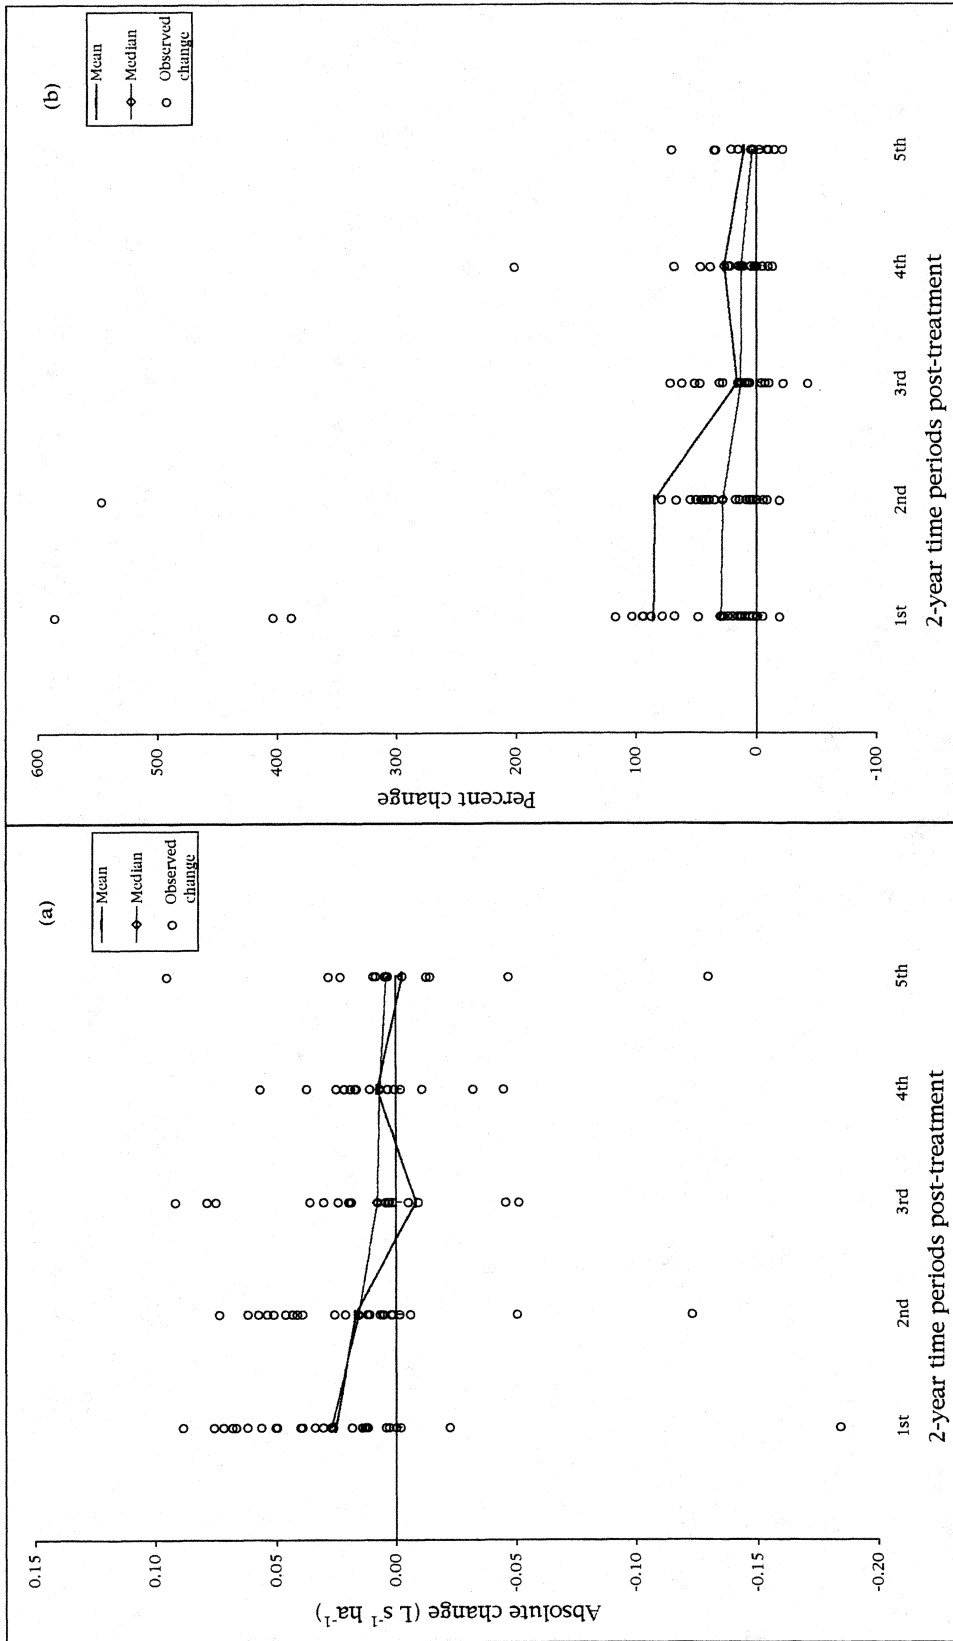 (a)
Mean
Median
Observed
change
0.15
0.10
0.05
0.00
-0.05
-0.10
-0.15
-0.20
Absolute change (L s⁻¹ ha⁻¹)
1st
2nd
3rd
4th
5th
2-year time periods post-treatment
(b)
Mean
Median
Observed
change
600
500
400
300
200
100
0
-100
Percent change
1st
2nd
3rd
4th
5th
2-year time periods post-treatment